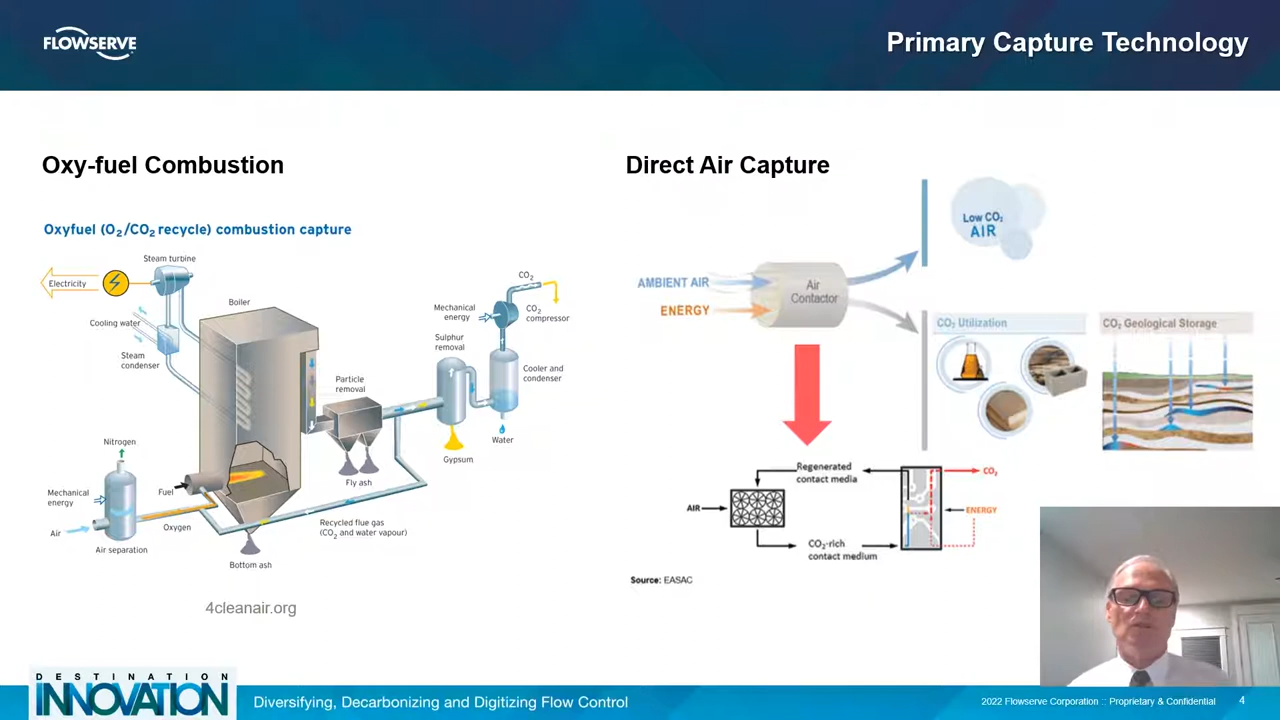 FLOWSERVE
Primary Capture Technology
Oxy-fuel Combustion
Oxyfuel (O₂/CO₂ recycle) combustion capture
Steam turbine
Electricity
Boiler
Cooling water
Steam
condenser
Nitrogen
Mechanical
energy
Air
Air separation
Fuel
Oxygen
Bottom ash
Recycled flue gas
(CO₂ and water vapour)
Particle
removal
Fly ash
Mechanical
energy
Sulphur
removal
Gypsum
CO₂
CO₂
compressor
Cooler and
condenser
Water
4cleanair.org
Direct Air Capture
AMBIENT AIR
ENERGY
Air
Contactor
Low CO₂
AIR
CO₂ Utilization
CO₂ Geological Storage
Regenerated
contact media
AIR
CO₂-rich
contact medium
CO₂
ENERGY
Source: EASAC
DESTINATION
INNOVATION
Diversifying, Decarbonizing and Digitizing Flow Control
2022 Flowserve Corporation :: Proprietary & Confidential
4